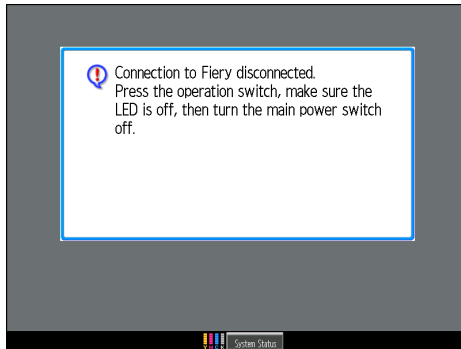 Connection to Fiery disconnected.
Press the operation switch, make sure the
LED is off, then turn the main power switch
off.
Y M C K
System Status